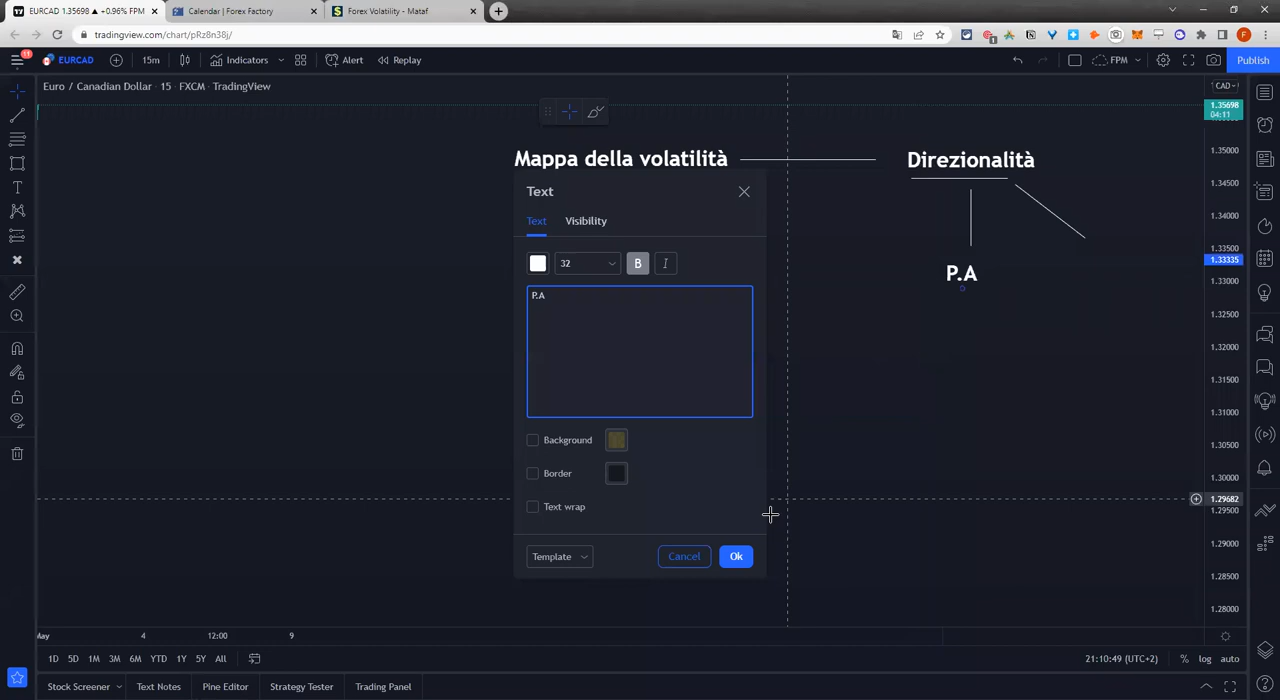 EURCAD 1.35698 ▲ +0.96% FPM
Calendar | Forex Factory
Forex Volatility - Mataf
tradingview.com/chart/pRz8n38j/
11
EURCAD
15m
Indicators
Alert
Replay
FPM
Publish
Euro / Canadian Dollar · 15 · FXCM · TradingView
CAD
1.35698
04:11
1.35000
1.34500
1.34000
1.33500
1.33335
1.32500
1.32000
1.31500
1.31000
1.30500
1.30000
1.29682
1.29500
1.29000
1.28500
1.28000
Mappa della volatilità
Direzionalità
P.A
Text
Text
Visibility
32
B
I
P.A
Background
Border
Text wrap
Template
Cancel
Ok
May
4
12:00
9
1D 5D 1M 3M 6M YTD 1Y 5Y All
21:10:49 (UTC+2)
% log auto
Stock Screener
Text Notes
Pine Editor
Strategy Tester
Trading Panel